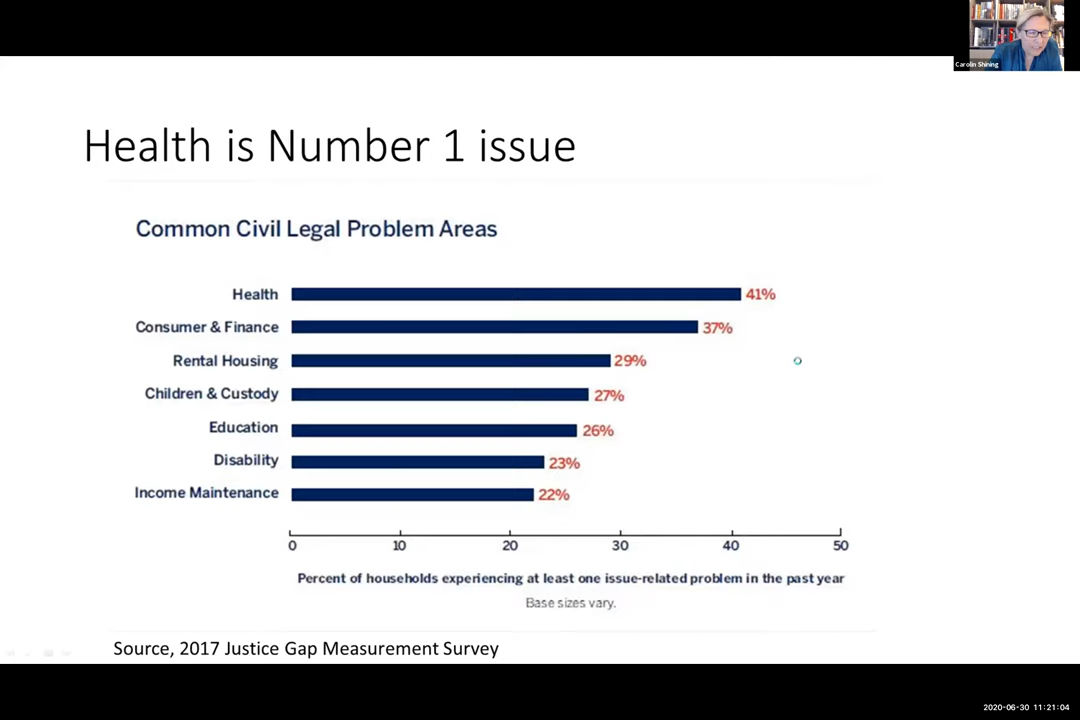 Carolin Shining
Health is Number 1 issue
Common Civil Legal Problem Areas
Health 41%
Consumer & Finance 37%
Rental Housing 29%
Children & Custody 27%
Education 26%
Disability 23%
Income Maintenance 22%
0 10 20 30 40 50
Percent of households experiencing at least one issue-related problem in the past year
Base sizes vary.
Source, 2017 Justice Gap Measurement Survey
2020-06-30 11:21:04